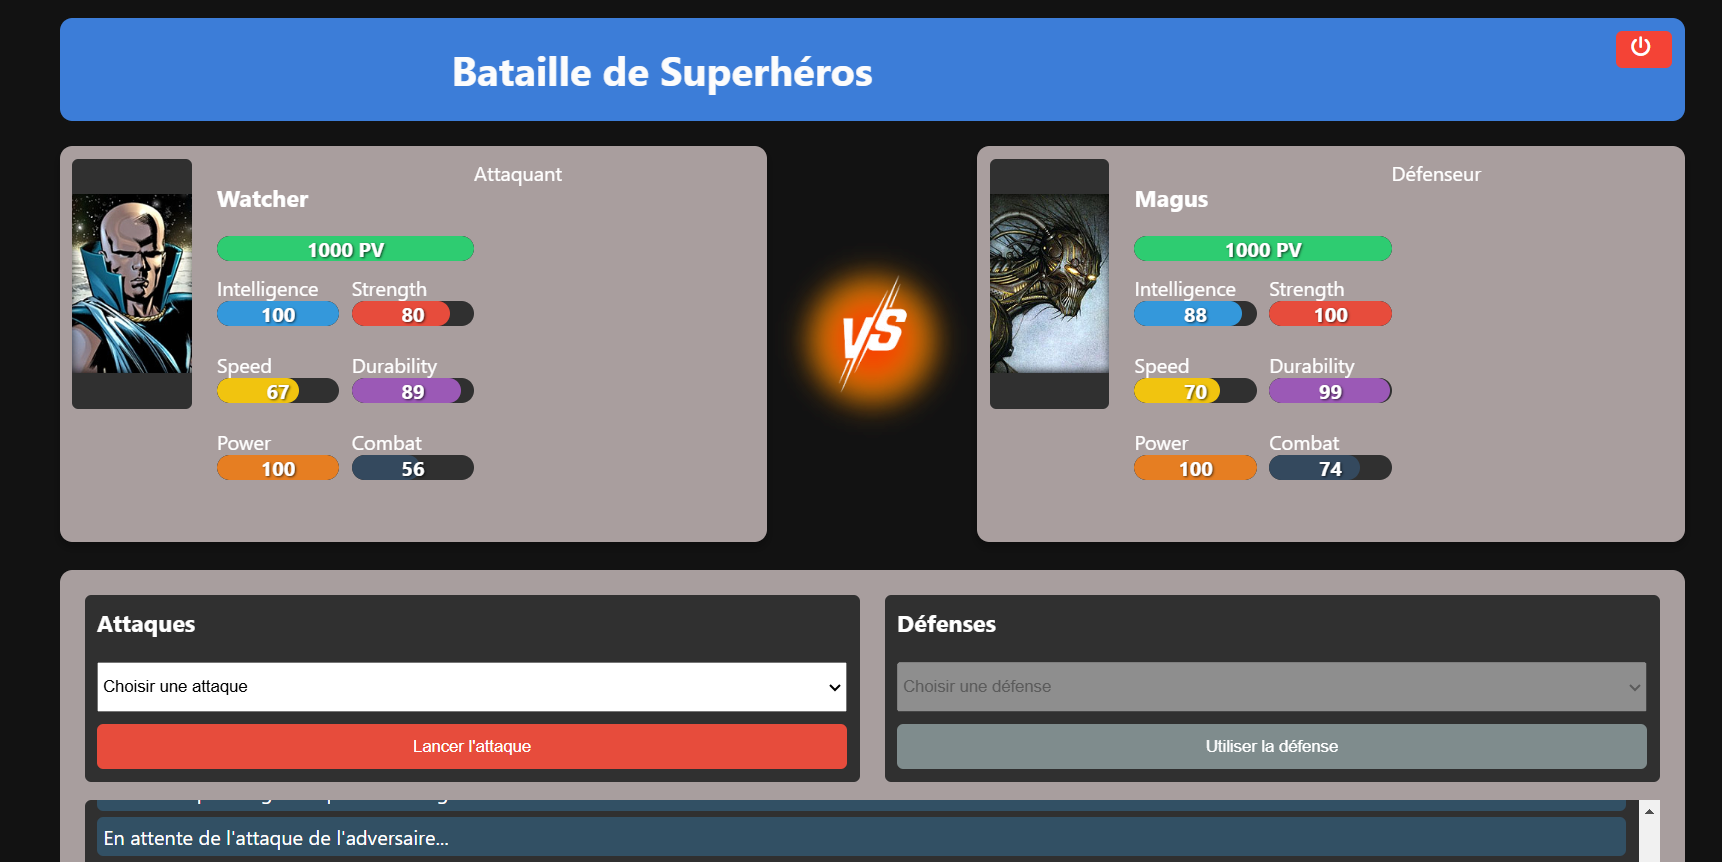 Bataille de Superhéros
Attaquant
Watcher
1000 PV
Intelligence Strength
100 80
Speed Durability
67 89
Power Combat
100 56
VS
Défenseur
Magus
1000 PV
Intelligence Strength
88 100
Speed Durability
70 99
Power Combat
100 74
Attaques
Choisir une attaque
Lancer l'attaque
Défenses
Choisir une défense
Utiliser la défense
En attente de l'attaque de l'adversaire...